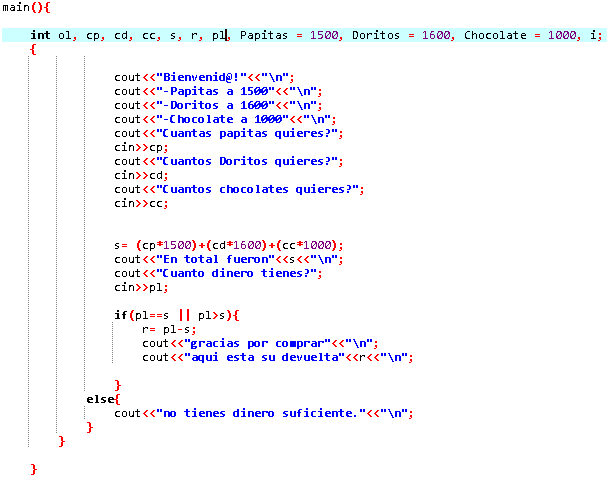 main(){
int ol, cp, cd, cc, s, r, pl, Papitas = 1500, Doritos = 1600, Chocolate = 1000, i;
{
cout<<"Bienvenid@!"<<"\n";
cout<<"-Papitas a 1500"<<"\n";
cout<<"-Doritos a 1600"<<"\n";
cout<<"-Chocolate a 1000"<<"\n";
cout<<"Cuantas papitas quieres?";
cin>>cp;
cout<<"Cuantos Doritos quieres?";
cin>>cd;
cout<<"Cuantos chocolates quieres?";
cin>>cc;
s= (cp*1500)+(cd*1600)+(cc*1000);
cout<<"En total fueron"<<s<<"\n";
cout<<"Cuanto dinero tienes?";
cin>>pl;
if(pl==s || pl>s){
r= pl-s;
cout<<"gracias por comprar"<<"\n";
cout<<"aqui esta su devuelta"<<r<<"\n";
}
else{
cout<<"no tienes dinero suficiente."<<"\n";
}
}
}